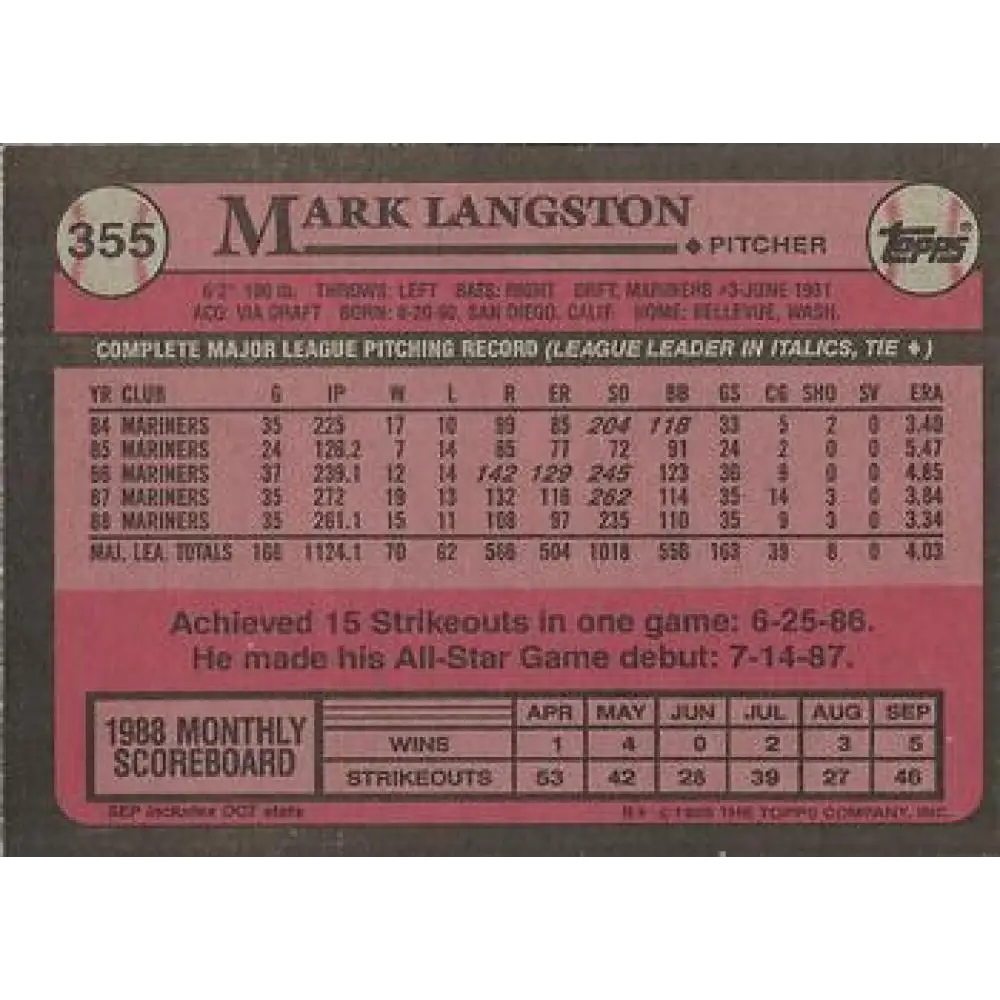 355
MARK LANGSTON
PITCHER
topps
6'2" 190 lb. THROWS: LEFT BATS: RIGHT DRFT, MARINERS #3-JUNE 1981
ACQ: VIA DRAFT BORN: 8-20-60, SAN DIEGO, CALIF. HOME: BELLEVUE, WASH.
COMPLETE MAJOR LEAGUE PITCHING RECORD (LEAGUE LEADER IN ITALICS, TIE ♦)
YR CLUB G IP W L R ER SO BB GS CG SHO SV ERA
84 MARINERS 35 225 17 10 99 85 204 118 33 5 2 0 3.40
85 MARINERS 24 126.2 7 14 85 77 72 91 24 2 0 0 5.47
86 MARINERS 37 239.1 12 14 142 129 245 123 36 9 0 0 4.85
87 MARINERS 35 272 19 13 132 116 262 114 35 14 3 0 3.84
88 MARINERS 35 261.1 15 11 108 97 235 110 35 9 3 0 3.34
MAJ. LEA. TOTALS 166 1124.1 70 62 566 504 1018 556 163 39 8 0 4.03
Achieved 15 Strikeouts in one game: 6-25-86.
He made his All-Star Game debut: 7-14-87.
1988 MONTHLY
SCOREBOARD
APR MAY JUN JUL AUG SEP
WINS 1 4 0 2 3 5
STRIKEOUTS 53 42 28 39 27 46
SEP includes OCT stats
© 1989 THE TOPPS COMPANY, INC.